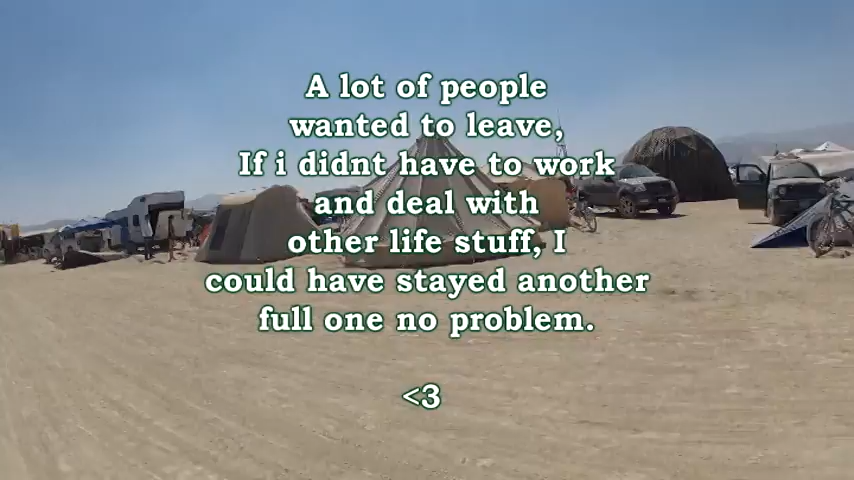 A lot of people
wanted to leave,
If i didnt have to work
and deal with
other life stuff, I
could have stayed another
full one no problem.
<3